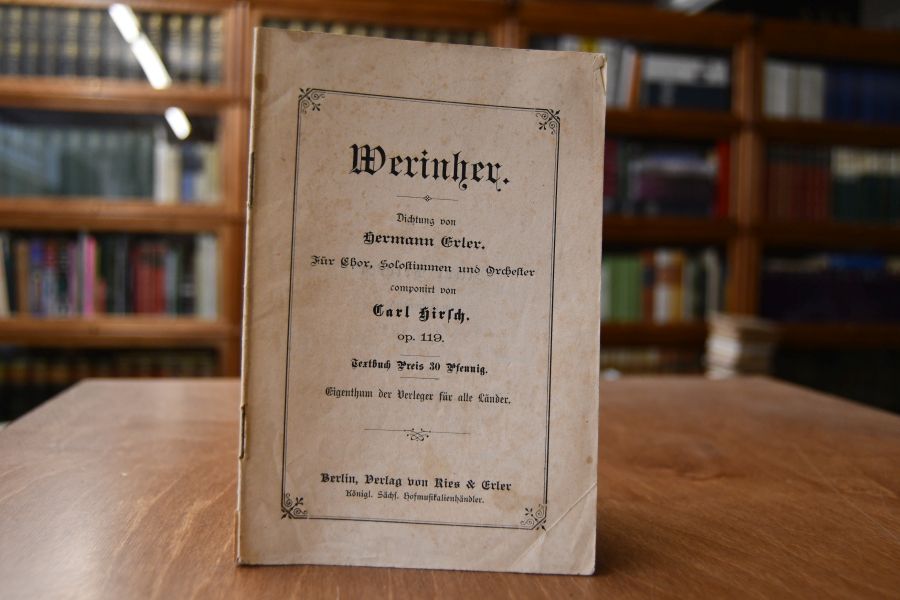 Werinher.
Dichtung von
Hermann Erler.
Für Chor, Solostimmen und Orchester
componirt von
Carl Hirsch.
op. 119.
Textbuch Preis 30 Pfennig.
Eigenthum der Verleger für alle Länder.
Berlin, Verlag von Ries & Erler
Königl. Sächs. Hofmusikalienhändler.